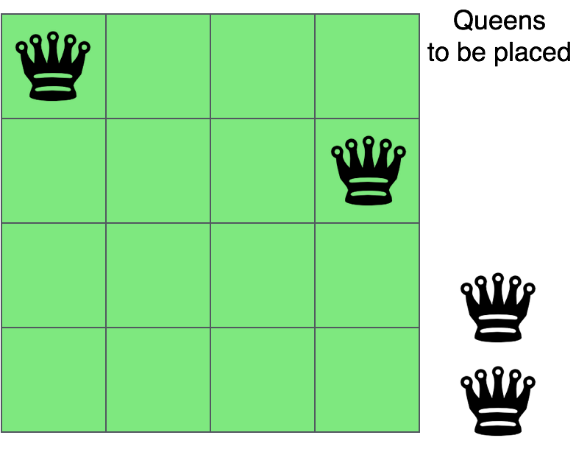 Queens
to be placed